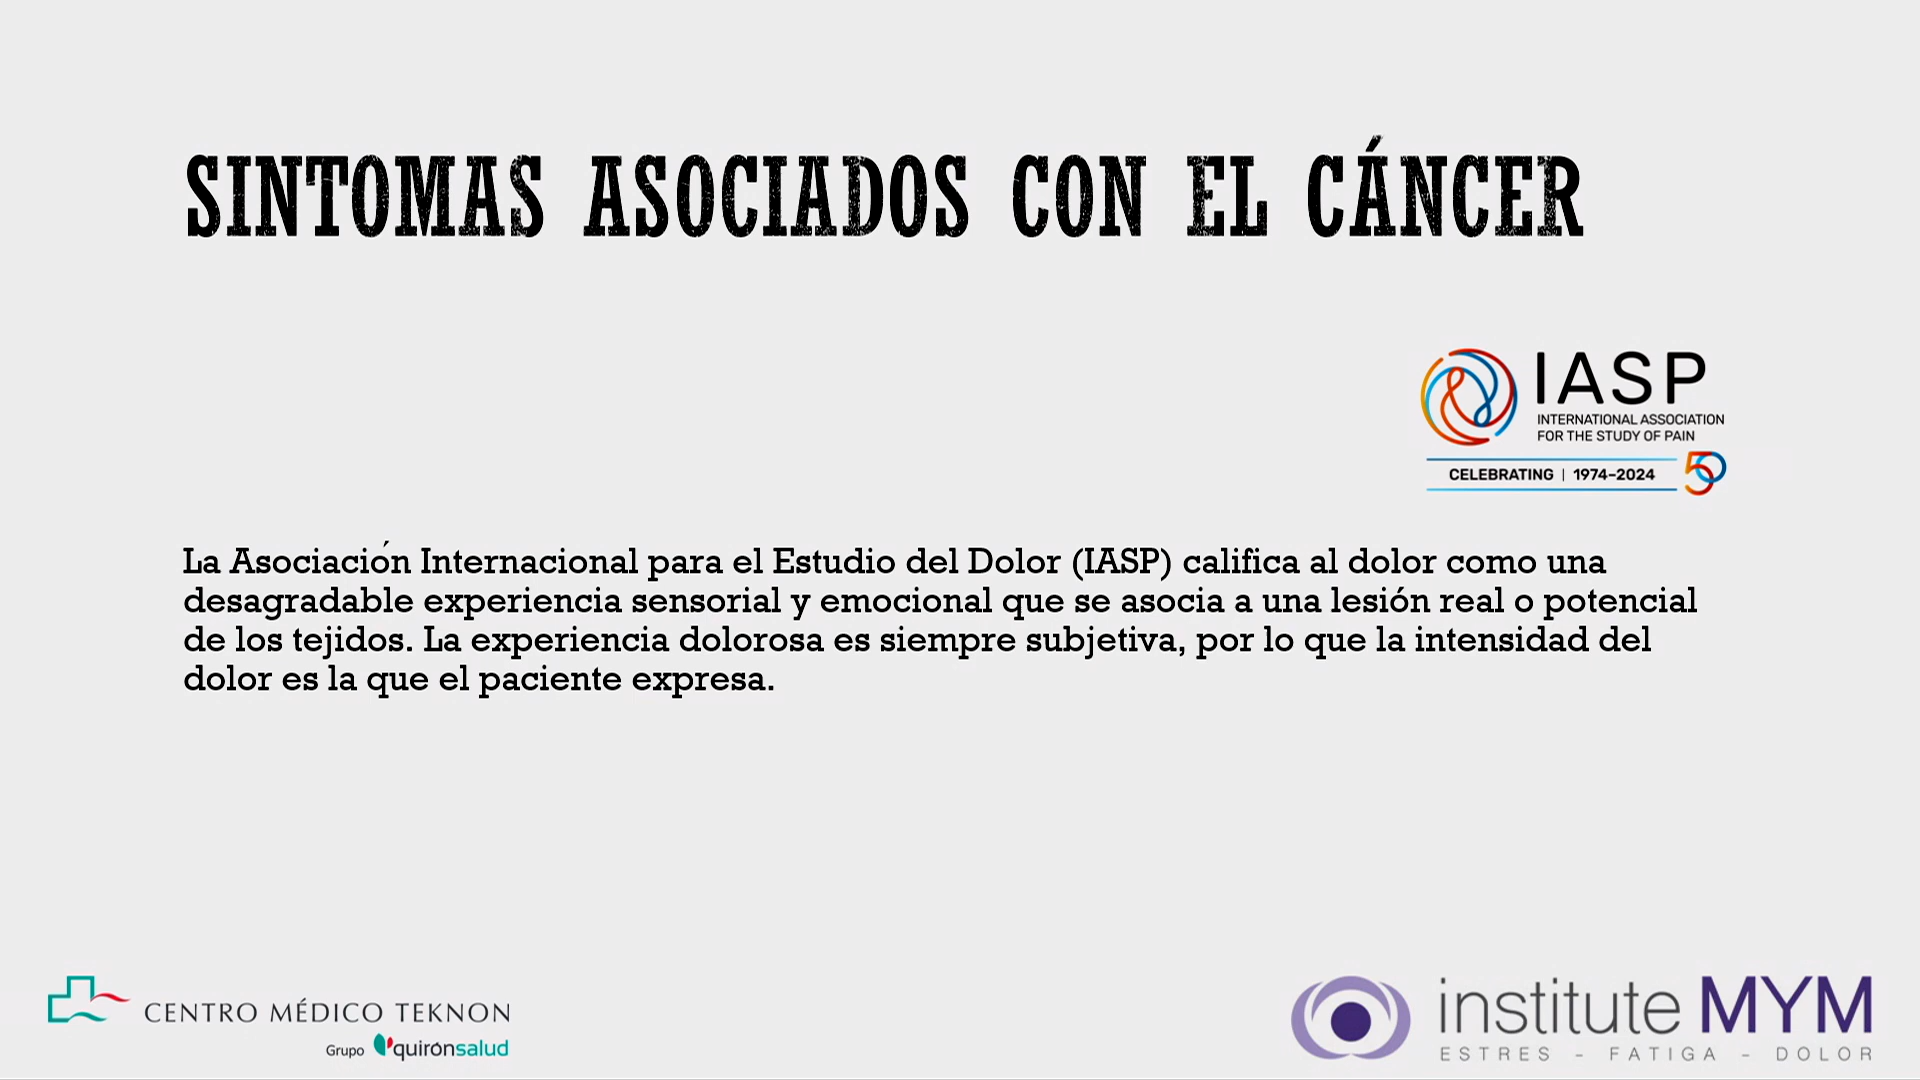 SINTOMAS ASOCIADOS CON EL CÁNCER
IASP
INTERNATIONAL ASSOCIATION
FOR THE STUDY OF PAIN
CELEBRATING | 1974-2024 50
La Asociación Internacional para el Estudio del Dolor (IASP) califica al dolor como una
desagradable experiencia sensorial y emocional que se asocia a una lesión real o potencial
de los tejidos. La experiencia dolorosa es siempre subjetiva, por lo que la intensidad del
dolor es la que el paciente expresa.
CENTRO MÉDICO TEKNON
Grupo quirónsalud
institute MYM
ESTRES - FATIGA - DOLOR